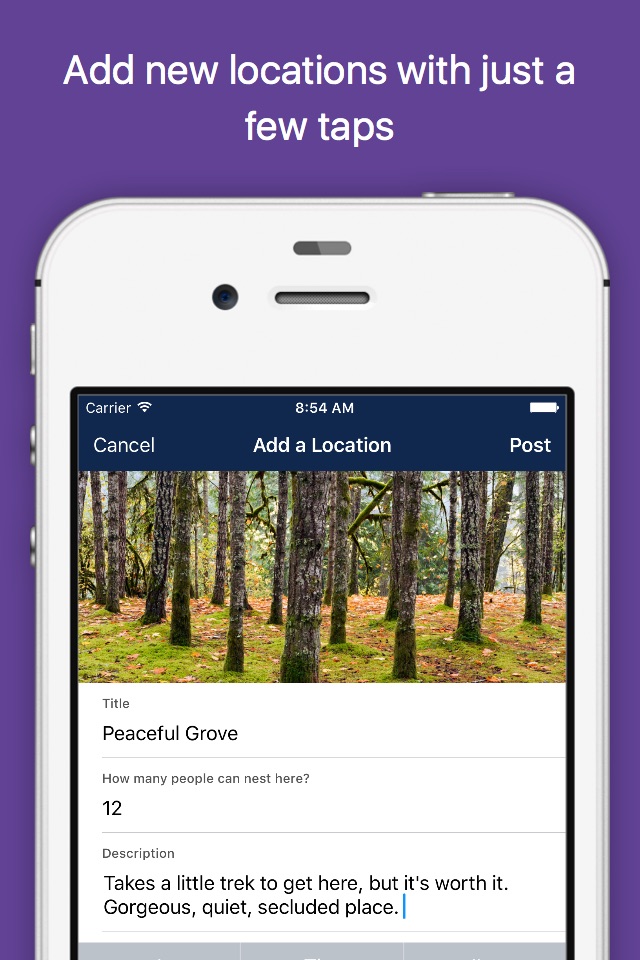 Add new locations with just a
few taps
Carrier 8:54 AM
Cancel Add a Location Post
Title
Peaceful Grove
How many people can nest here?
12
Description
Takes a little trek to get here, but it's worth it.
Gorgeous, quiet, secluded place.